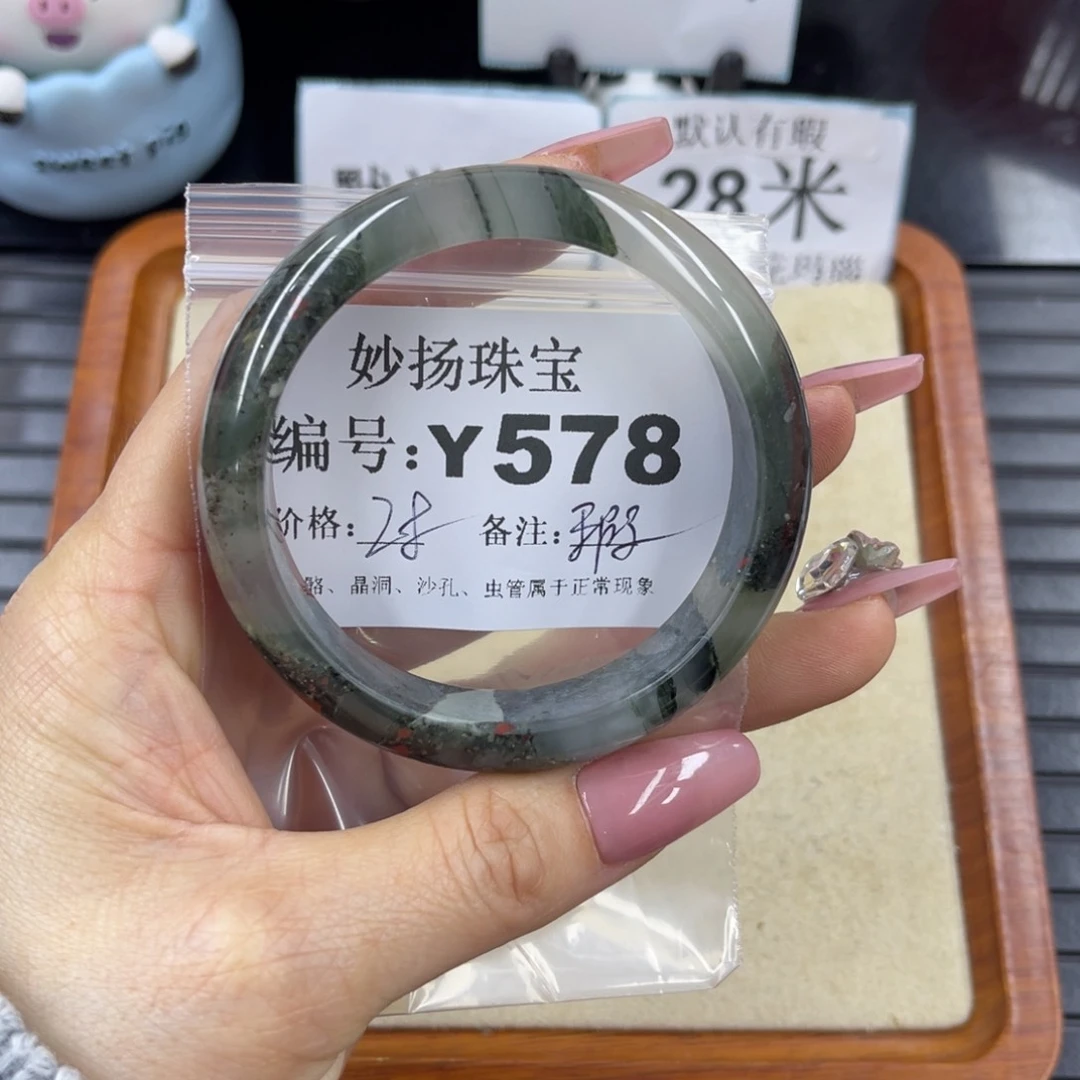 默认有暇
28米
妙扬珠宝
编号:Y578
价格:28 备注:瑕
、晶洞、沙孔、虫管属于正常现象